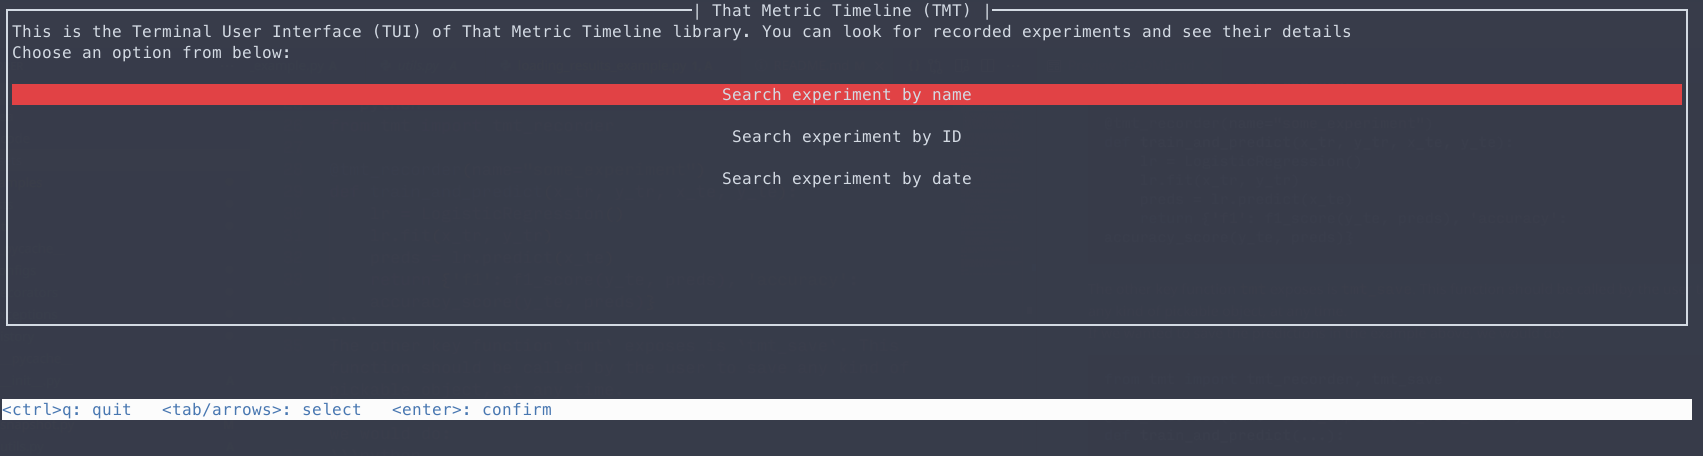 | That Metric Timeline (TMT) |
This is the Terminal User Interface (TUI) of That Metric Timeline library. You can look for recorded experiments and see their details
Choose an option from below:
Search experiment by name
Search experiment by ID
Search experiment by date
<ctrl>q: quit   <tab/arrows>: select   <enter>: confirm